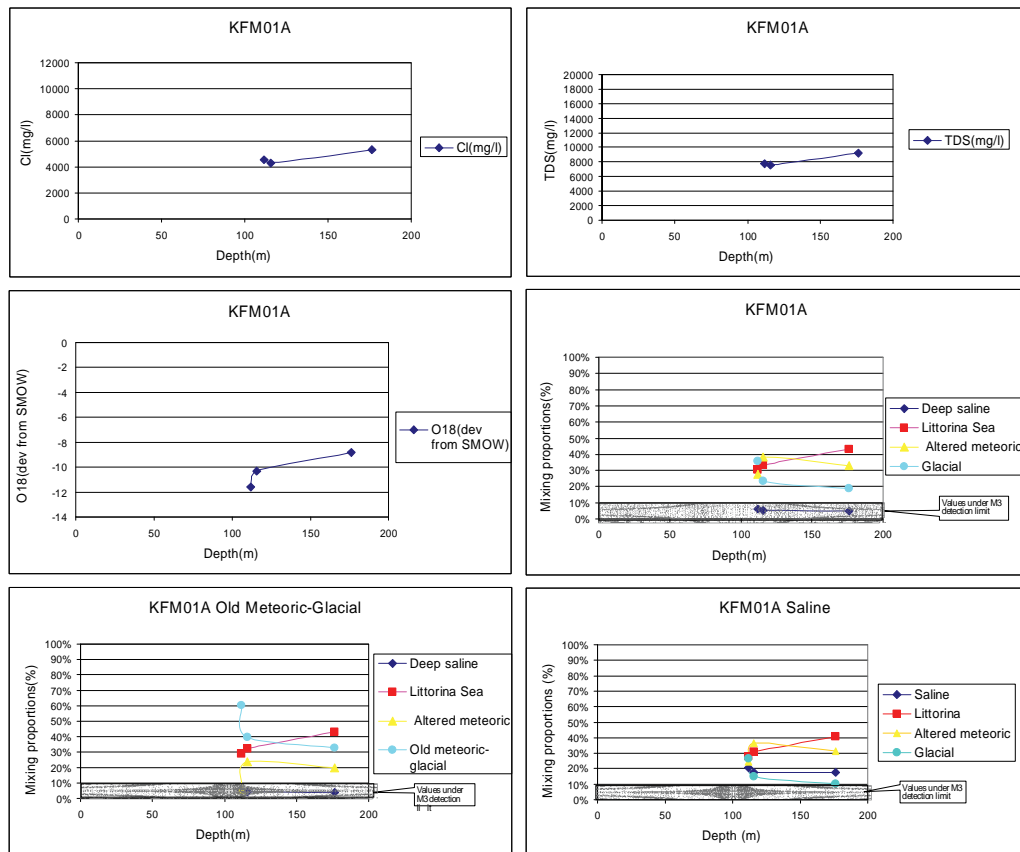 KFM01A
12000
10000
8000
6000
4000
2000
0
Cl(mg/l)
0 50 100 150 200
Depth(m)
Cl(mg/l)
KFM01A
20000
18000
16000
14000
12000
10000
8000
6000
4000
2000
0
TDS(mg/l)
0 50 100 150 200
Depth(m)
TDS(mg/l)
KFM01A
0
-2
-4
-6
-8
-10
-12
-14
O18(dev from SMOW)
0 50 100 150 200
Depth(m)
O18(dev
from SMOW)
KFM01A
100%
90%
80%
70%
60%
50%
40%
30%
20%
10%
0%
Mixing proportions(%)
0 50 100 150 200
Depth(m)
Deep saline
Littorina Sea
Altered meteoric
Glacial
Values under M3
detection limit
KFM01A Old Meteoric-Glacial
100%
90%
80%
70%
60%
50%
40%
30%
20%
10%
0%
Mixing proportions(%)
0 50 100 150 200
Depth(m)
Deep saline
Littorina Sea
Altered meteoric
Old meteoric-
glacial
Values under
M3 detection
KFM01A Saline
100%
90%
80%
70%
60%
50%
40%
30%
20%
10%
0%
Mixing proportions(%)
0 50 100 150 200
Depth (m)
Saline
Littorina
Altered meteoric
Glacial
Values under M3
detection limit